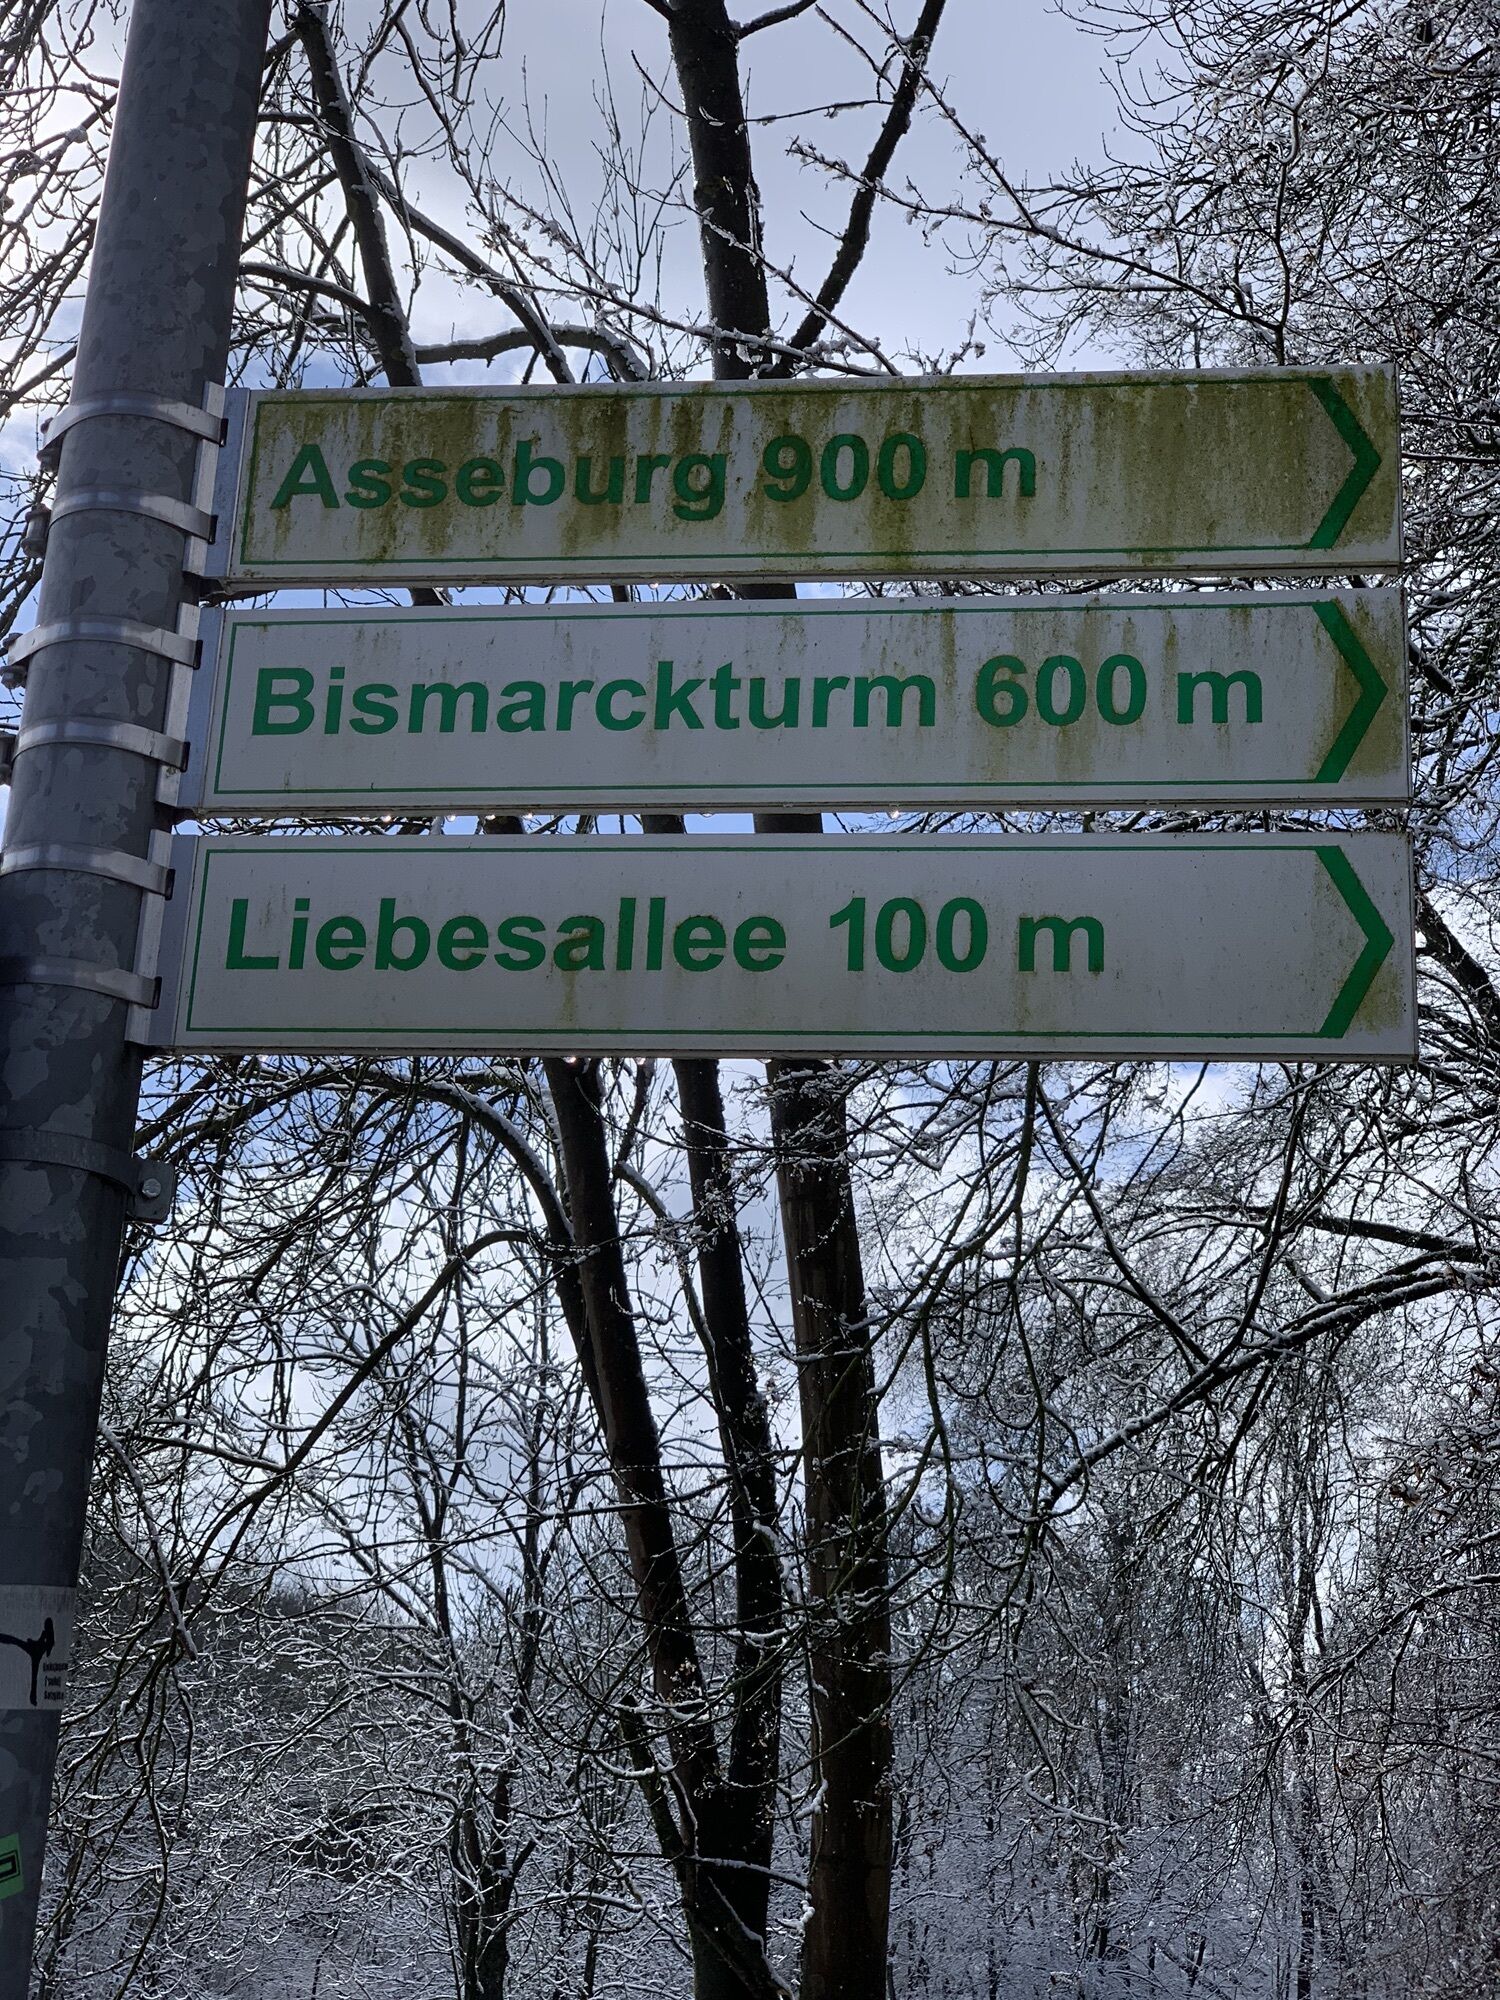 Asseburg 900 m
Bismarckturm 600 m
Liebesallee 100 m